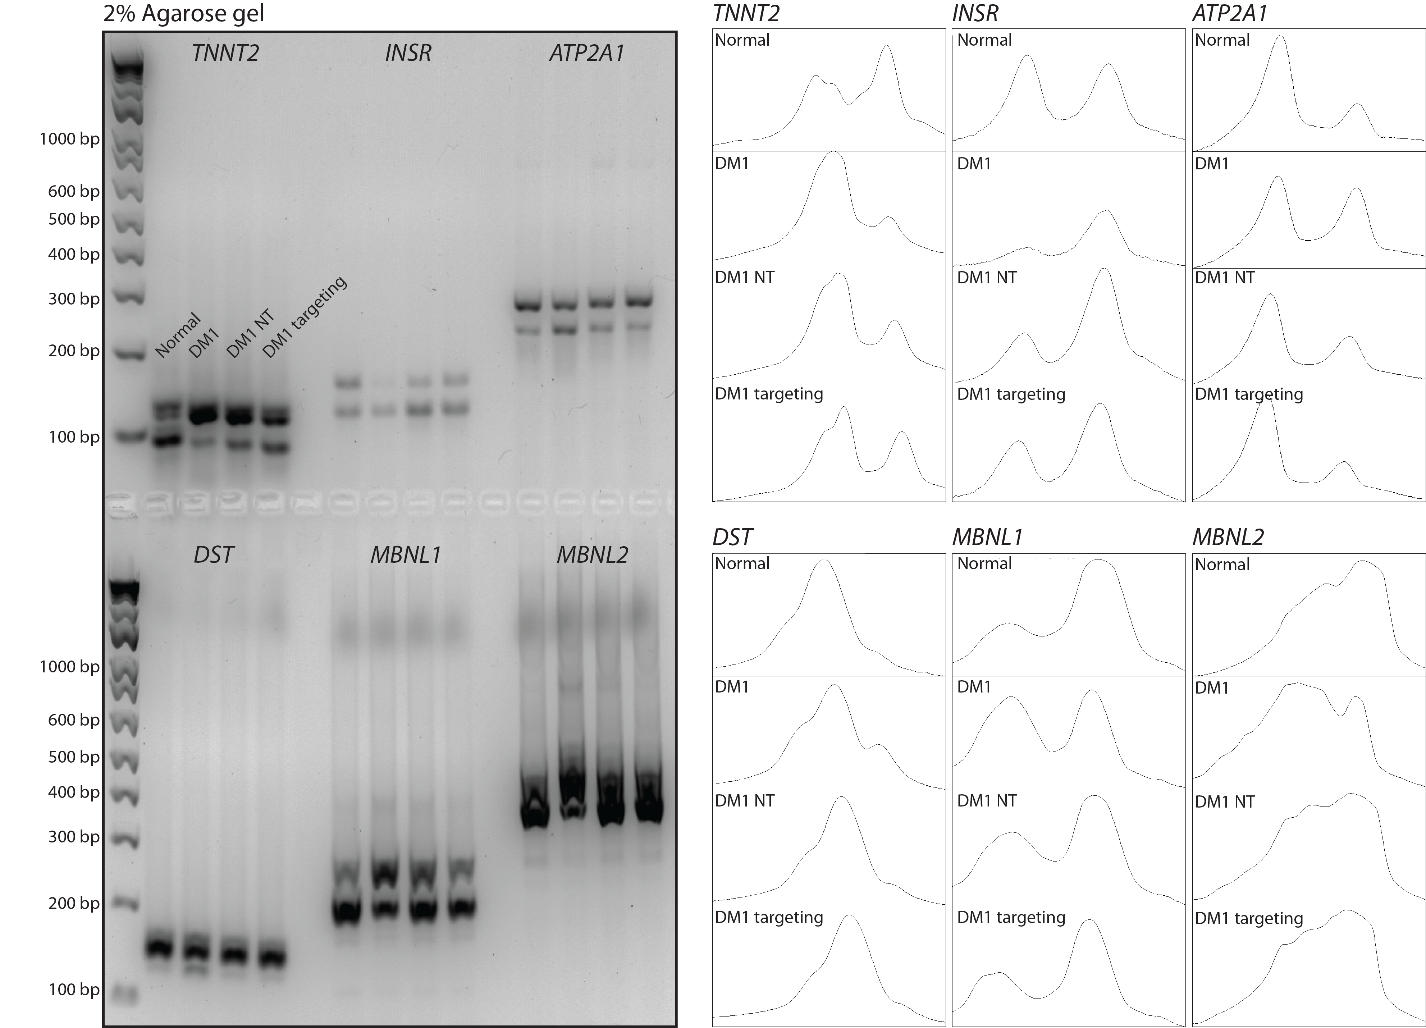 2% Agarose gel
TNNT2
INSR
ATP2A1
1000 bp
600 bp
500 bp
400 bp
300 bp
200 bp
100 bp
Normal
DM1
DM1 NT
DM1 targeting
DST
MBNL1
MBNL2
1000 bp
600 bp
500 bp
400 bp
300 bp
200 bp
100 bp
TNNT2
INSR
ATP2A1
Normal
Normal
Normal
DM1
DM1
DM1
DM1 NT
DM1 NT
DM1 NT
DM1 targeting
DM1 targeting
DM1 targeting
DST
MBNL1
MBNL2
Normal
Normal
Normal
DM1
DM1
DM1
DM1 NT
DM1 NT
DM1 NT
DM1 targeting
DM1 targeting
DM1 targeting